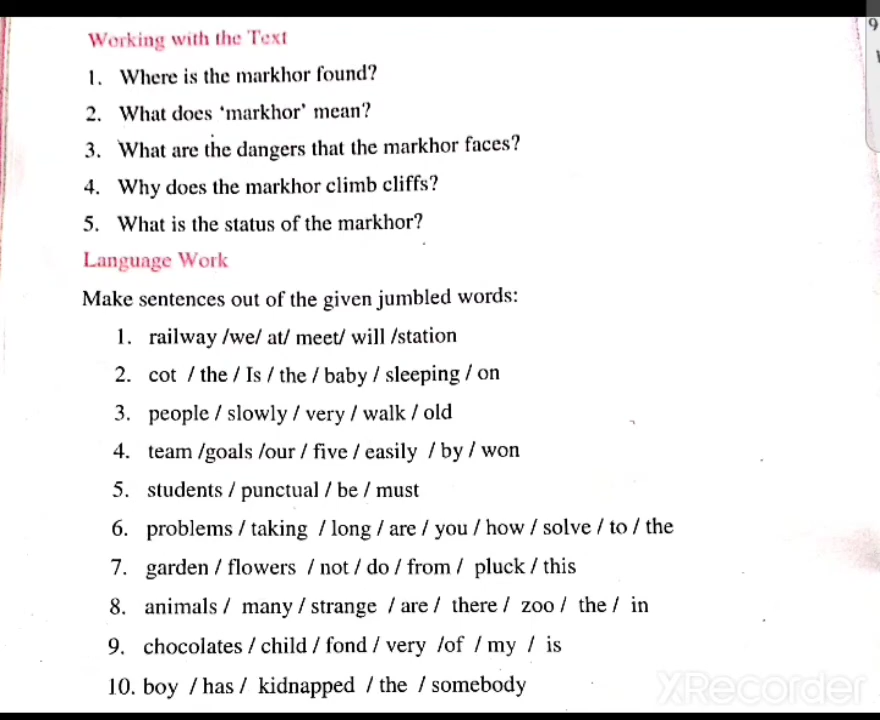 Working with the Text
1. Where is the markhor found?
2. What does 'markhor' mean?
3. What are the dangers that the markhor faces?
4. Why does the markhor climb cliffs?
5. What is the status of the markhor?
Language Work
Make sentences out of the given jumbled words:
1. railway /we/ at/ meet/ will /station
2. cot / the / Is / the / baby / sleeping / on
3. people / slowly / very / walk / old
4. team /goals /our / five / easily / by / won
5. students / punctual / be / must
6. problems / taking / long / are / you / how / solve / to / the
7. garden / flowers / not / do / from / pluck / this
8. animals / many / strange / are / there / zoo / the / in
9. chocolates / child / fond / very /of / my / is
10. boy / has / kidnapped / the / somebody
XRecorder
9